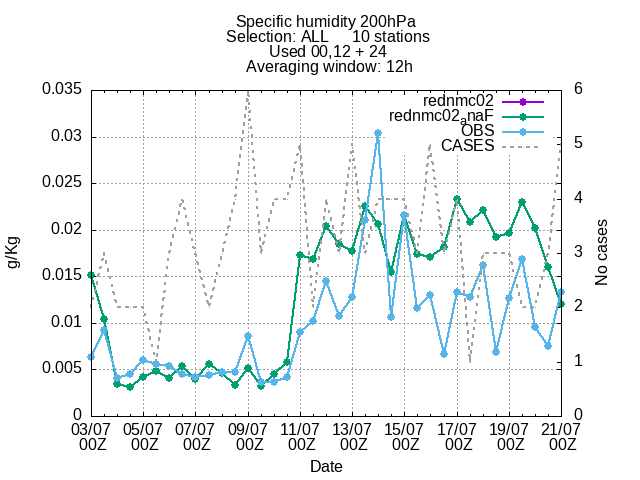 Specific humidity 200hPa
Selection: ALL 10 stations
Used 00,12 + 24
Averaging window: 12h
rednmc02
rednmc02anaF
OBS
CASES
g/Kg
0.035
0.03
0.025
0.02
0.015
0.01
0.005
0
No cases
6
5
4
3
2
1
0
03/07 05/07 07/07 09/07 11/07 13/07 15/07 17/07 19/07 21/07
00Z 00Z 00Z 00Z 00Z 00Z 00Z 00Z 00Z 00Z
Date